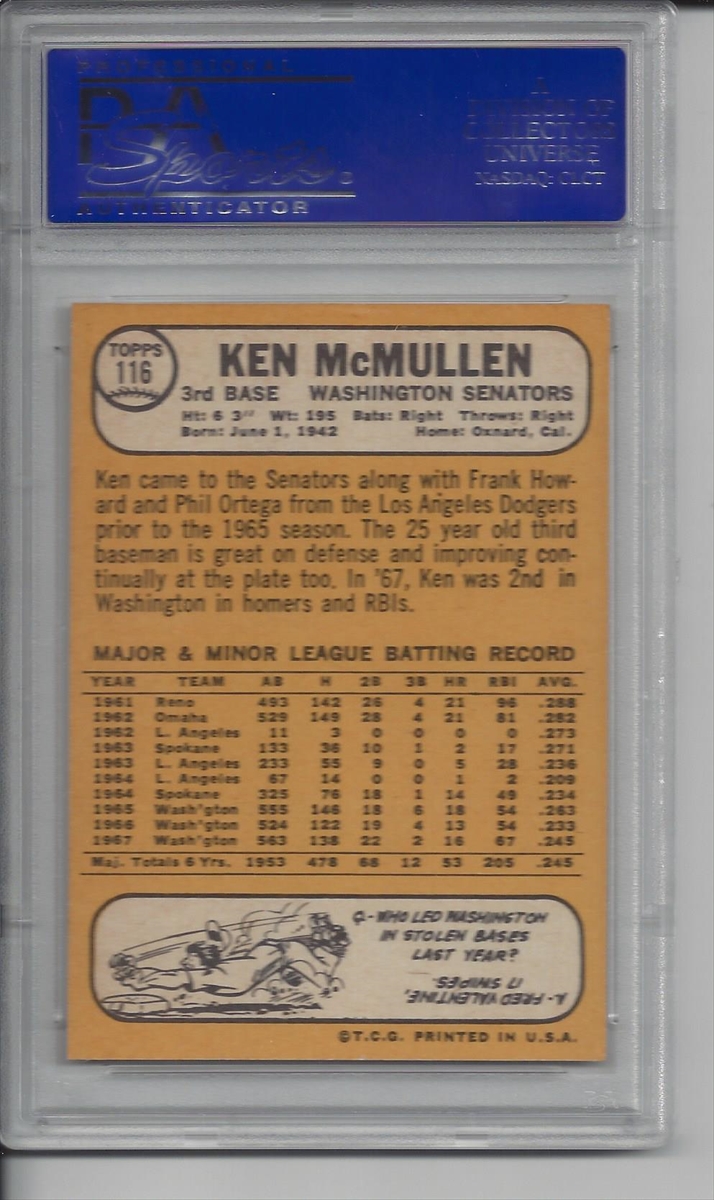 PROFESSIONAL
PSA
Sports
AUTHENTICATOR
A
DIVISION OF
COLLECTORS
UNIVERSE
NASDAQ: CLCT
TOPPS
116
KEN McMULLEN
3rd BASE WASHINGTON SENATORS
Ht: 6 3" Wt: 195 Bats: Right Throws: Right
Born: June 1, 1942 Home: Oxnard, Cal.
Ken came to the Senators along with Frank How-
ard and Phil Ortega from the Los Angeles Dodgers
prior to the 1965 season. The 25 year old third
baseman is great on defense and improving con-
tinually at the plate too. In '67, Ken was 2nd in
Washington in homers and RBIs.
MAJOR & MINOR LEAGUE BATTING RECORD
YEAR TEAM AB H 2B 3B HR RBI AVG.
1961 Reno 493 142 26 4 21 96 .288
1962 Omaha 529 149 28 4 21 81 .282
1962 L. Angeles 11 3 0 0 0 0 .273
1963 Spokane 133 36 10 1 2 17 .271
1963 L. Angeles 233 55 9 0 5 28 .236
1964 L. Angeles 67 14 0 0 1 2 .209
1964 Spokane 325 76 18 1 14 49 .234
1965 Wash'gton 555 146 18 6 18 54 .263
1966 Wash'gton 524 122 19 4 13 54 .233
1967 Wash'gton 563 138 22 2 16 67 .245
Maj. Totals 6 Yrs. 1953 478 68 12 53 205 .245
Q-WHO LED WASHINGTON
IN STOLEN BASES
LAST YEAR?
A-FRED VALENTINE,
17 SWIPES.
©T.C.G. PRINTED IN U.S.A.